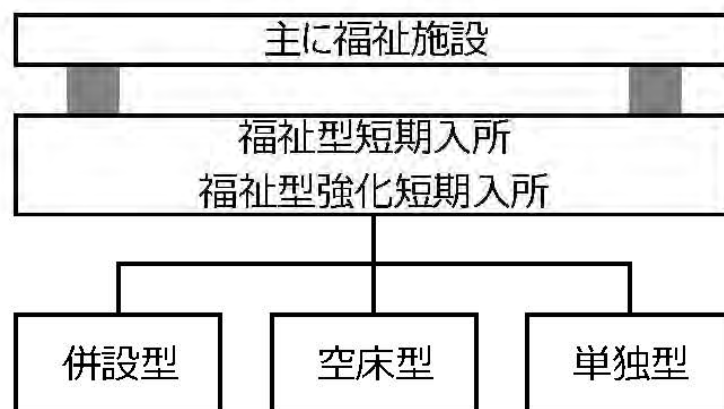 主に福祉施設
福祉型短期入所
福祉型強化短期入所
併設型
空床型
単独型